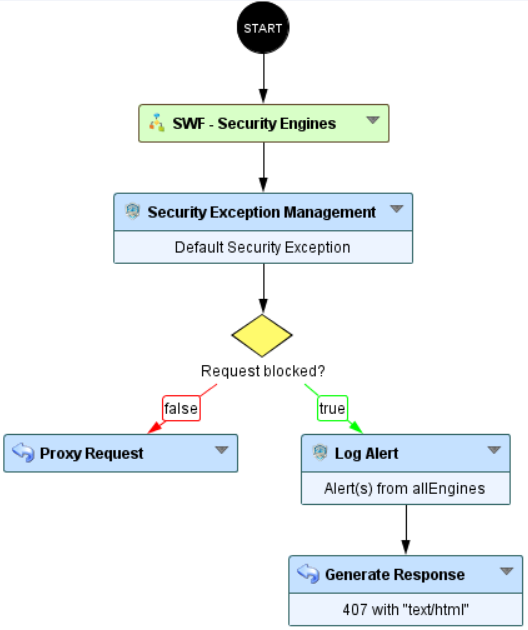 START
SWF - Security Engines
Security Exception Management
Default Security Exception
Request blocked?
false
true
Proxy Request
Log Alert
Alert(s) from allEngines
Generate Response
407 with "text/html"